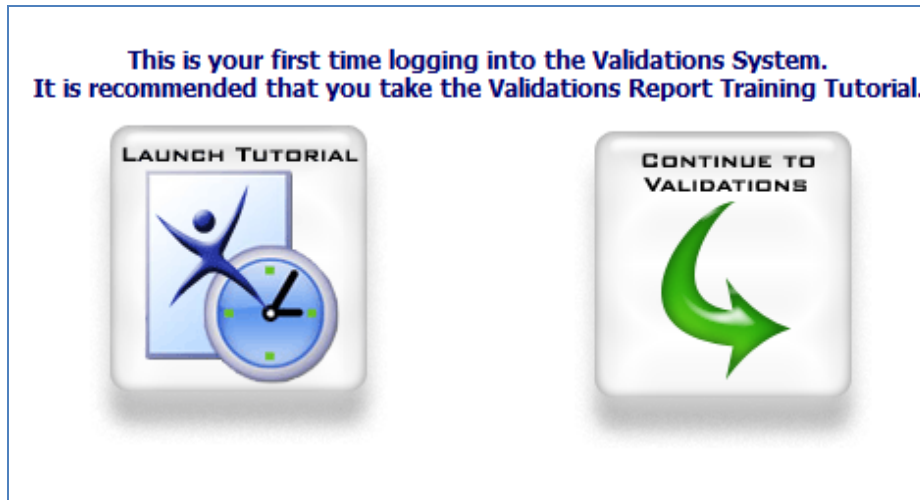 This is your first time logging into the Validations System.
It is recommended that you take the Validations Report Training Tutorial.
LAUNCH TUTORIAL
CONTINUE TO
VALIDATIONS